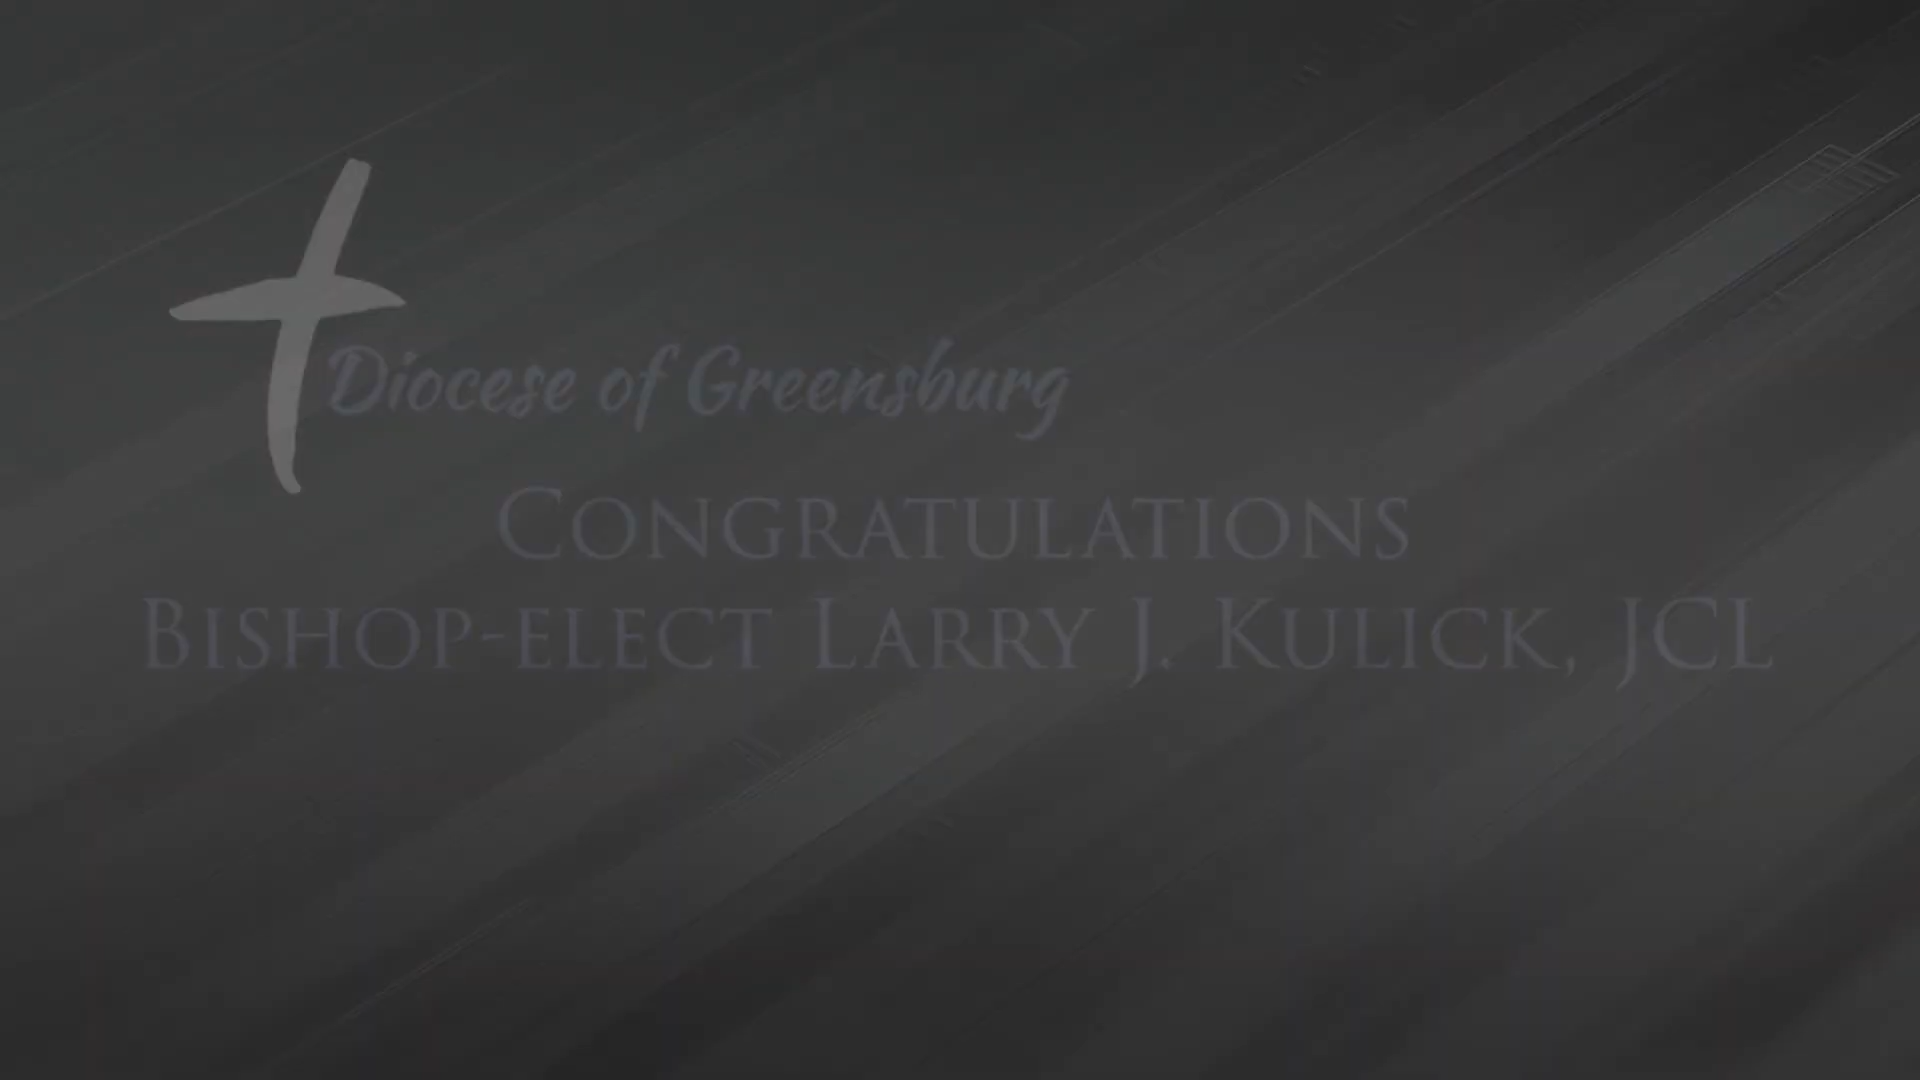 Diocese of Greensburg
CONGRATULATIONS
BISHOP-ELECT LARRY J. KULICK, JCL